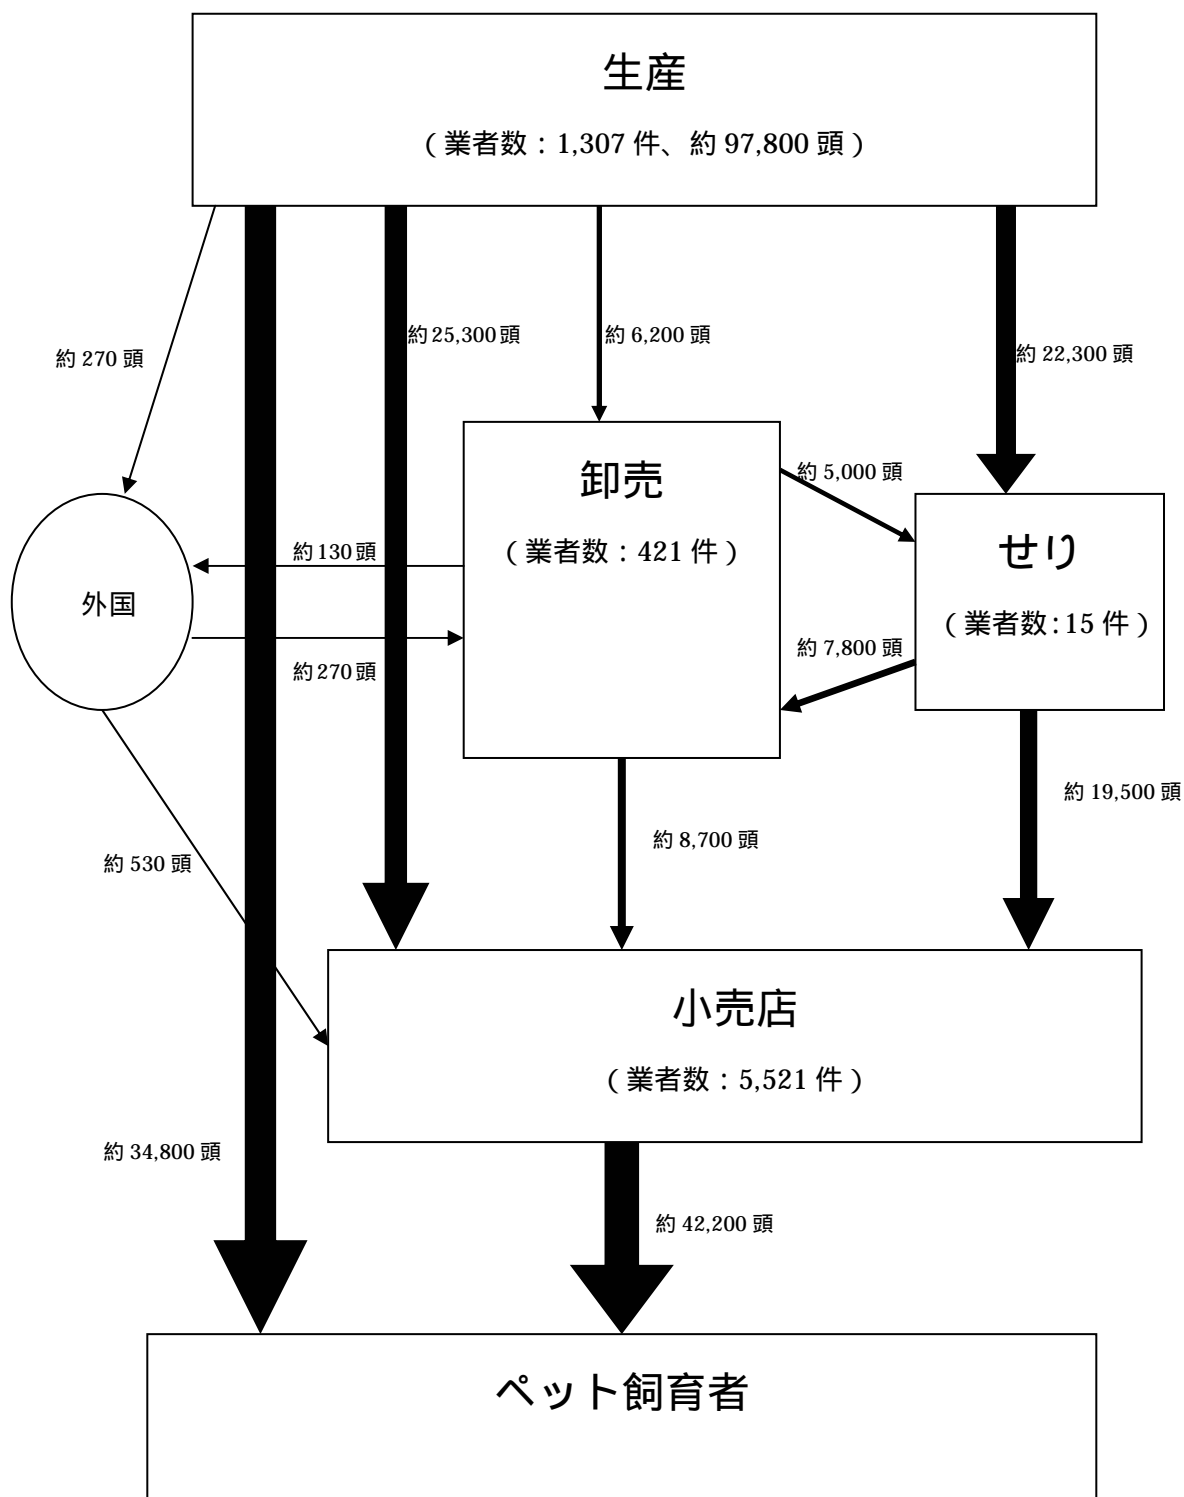 生産
（業者数：1,307 件、約 97,800 頭）
約 25,300 頭
約 6,200 頭
約 270 頭
約 22,300 頭
卸売
（業者数：421 件）
約 5,000 頭
せり
（業者数：15 件）
約 130 頭
外国
約 270 頭
約 7,800 頭
約 19,500 頭
約 8,700 頭
約 530 頭
小売店
（業者数：5,521 件）
約 34,800 頭
約 42,200 頭
ペット飼育者